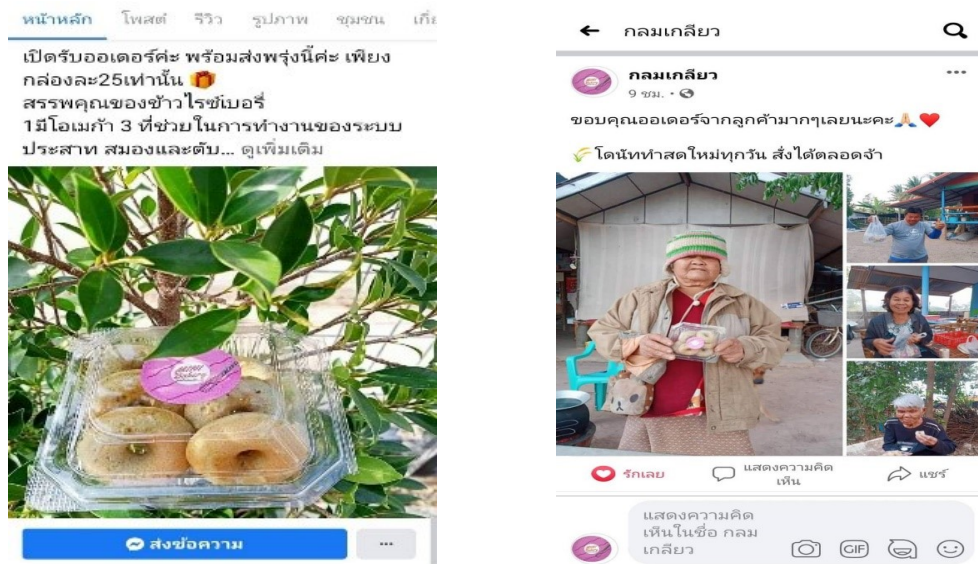 หน้าหลัก โพสต์ รีวิว รูปภาพ ชุมชน
เปิดรับออเดอร์ค่ะ พร้อมส่งพรุ่งนี้ค่ะ เพียง
กล่องละ25เท่านั้น 🎁
สรรพคุณของข้าวไรซ์เบอรี่
1มีโอเมก้า 3 ที่ช่วยในการทำงานของระบบ
ประสาท สมองและตับ... ดูเพิ่มเติม
ส่งข้อความ
กลมเกลียว
กลมเกลียว
9 ชม.
ขอบคุณออเดอร์จากลูกค้ามากๆเลยนะคะ🙏🏻❤️
🌾โดนัททำสดใหม่ทุกวัน สั่งได้ตลอดจ้า
รักเลย
แสดงความคิด
เห็น
แชร์
แสดงความคิด
เห็นในชื่อ กลม
เกลียว
GIF